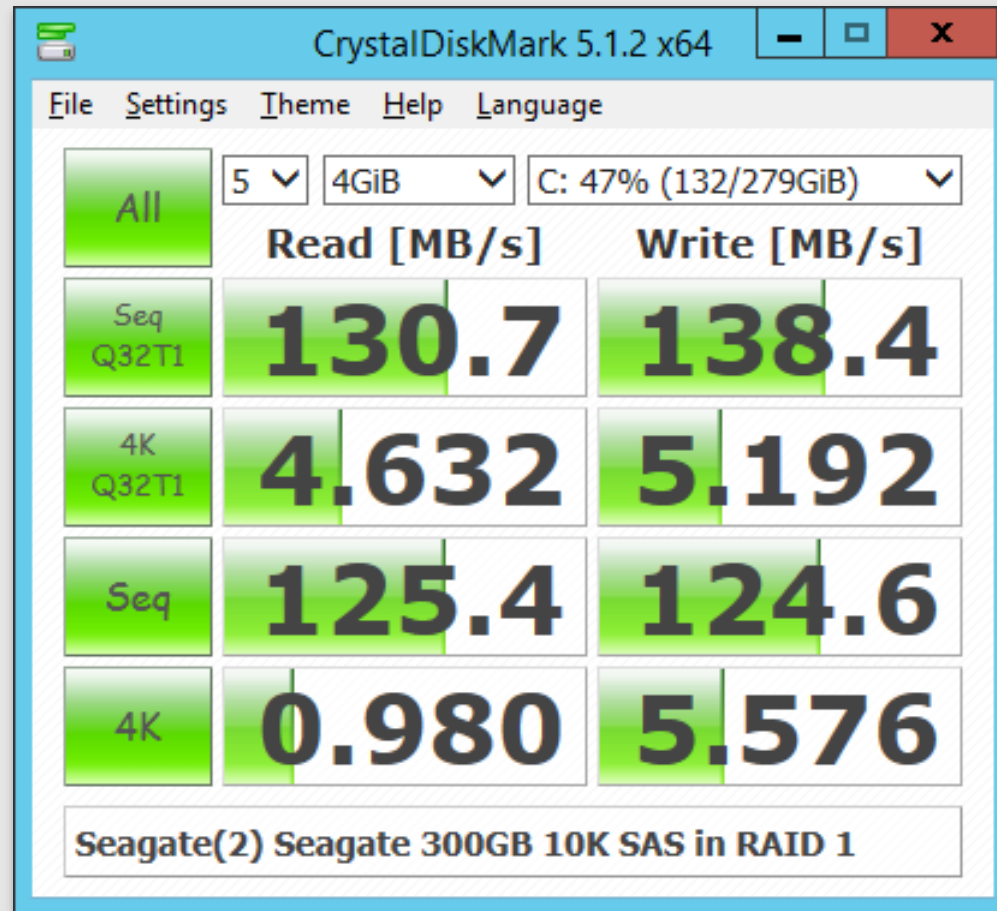 CrystalDiskMark 5.1.2 x64
File Settings Theme Help Language
All 5 4GiB C: 47% (132/279GiB)
Read [MB/s] Write [MB/s]
Seq
Q32T1 130.7 138.4
4K
Q32T1 4.632 5.192
Seq 125.4 124.6
4K 0.980 5.576
Seagate(2) Seagate 300GB 10K SAS in RAID 1